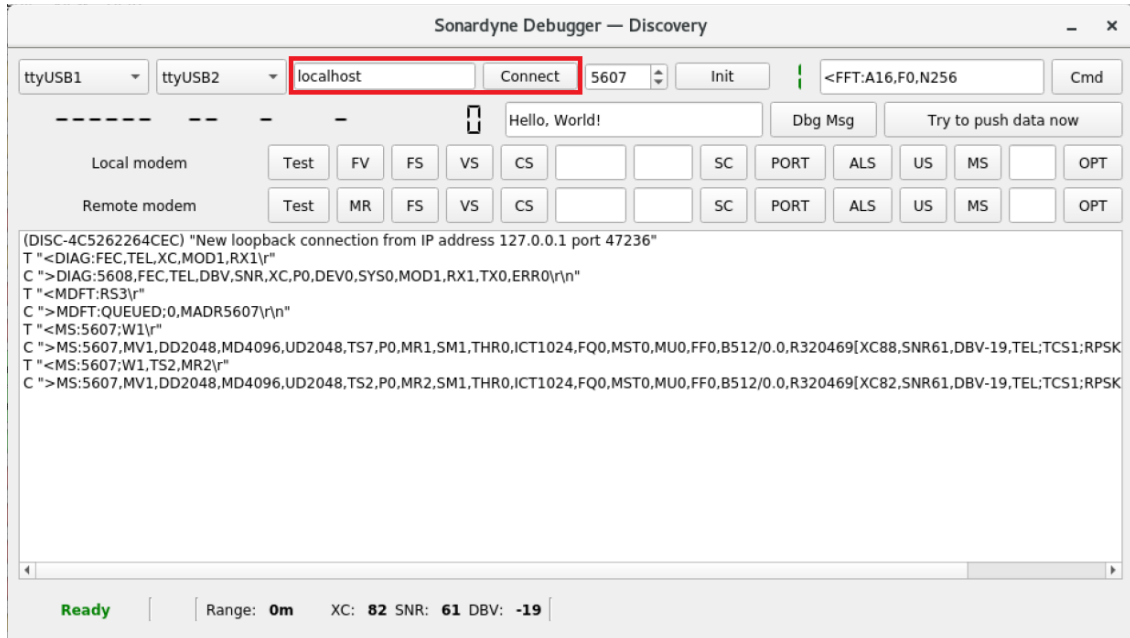 Sonardyne Debugger — Discovery
ttyUSB1 ttyUSB2 localhost Connect 5607 Init <FFT:A16,F0,N256 Cmd
------ -- - - 0 Hello, World! Dbg Msg Try to push data now
Local modem Test FV FS VS CS SC PORT ALS US MS OPT
Remote modem Test MR FS VS CS SC PORT ALS US MS OPT
(DISC-4C5262264CEC) "New loopback connection from IP address 127.0.0.1 port 47236"
T "<DIAG:FEC,TEL,XC,MOD1,RX1\r"
C ">DIAG:5608,FEC,TEL,DBV,SNR,XC,P0,DEV0,SYS0,MOD1,RX1,TX0,ERR0\r\n"
T "<MDFT:RS3\r"
C ">MDFT:QUEUED;0,MADR5607\r\n"
T "<MS:5607;W1\r"
C ">MS:5607,MV1,DD2048,MD4096,UD2048,TS7,P0,MR1,SM1,THR0,ICT1024,FQ0,MST0,MU0,FF0,B512/0.0,R320469[XC88,SNR61,DBV-19,TEL;TCS1;RPSK
T "<MS:5607;W1,TS2,MR2\r"
C ">MS:5607,MV1,DD2048,MD4096,UD2048,TS2,P0,MR2,SM1,THR0,ICT1024,FQ0,MST0,MU0,FF0,B512/0.0,R320469[XC82,SNR61,DBV-19,TEL;TCS1;RPSK
Ready Range: 0m XC: 82 SNR: 61 DBV: -19